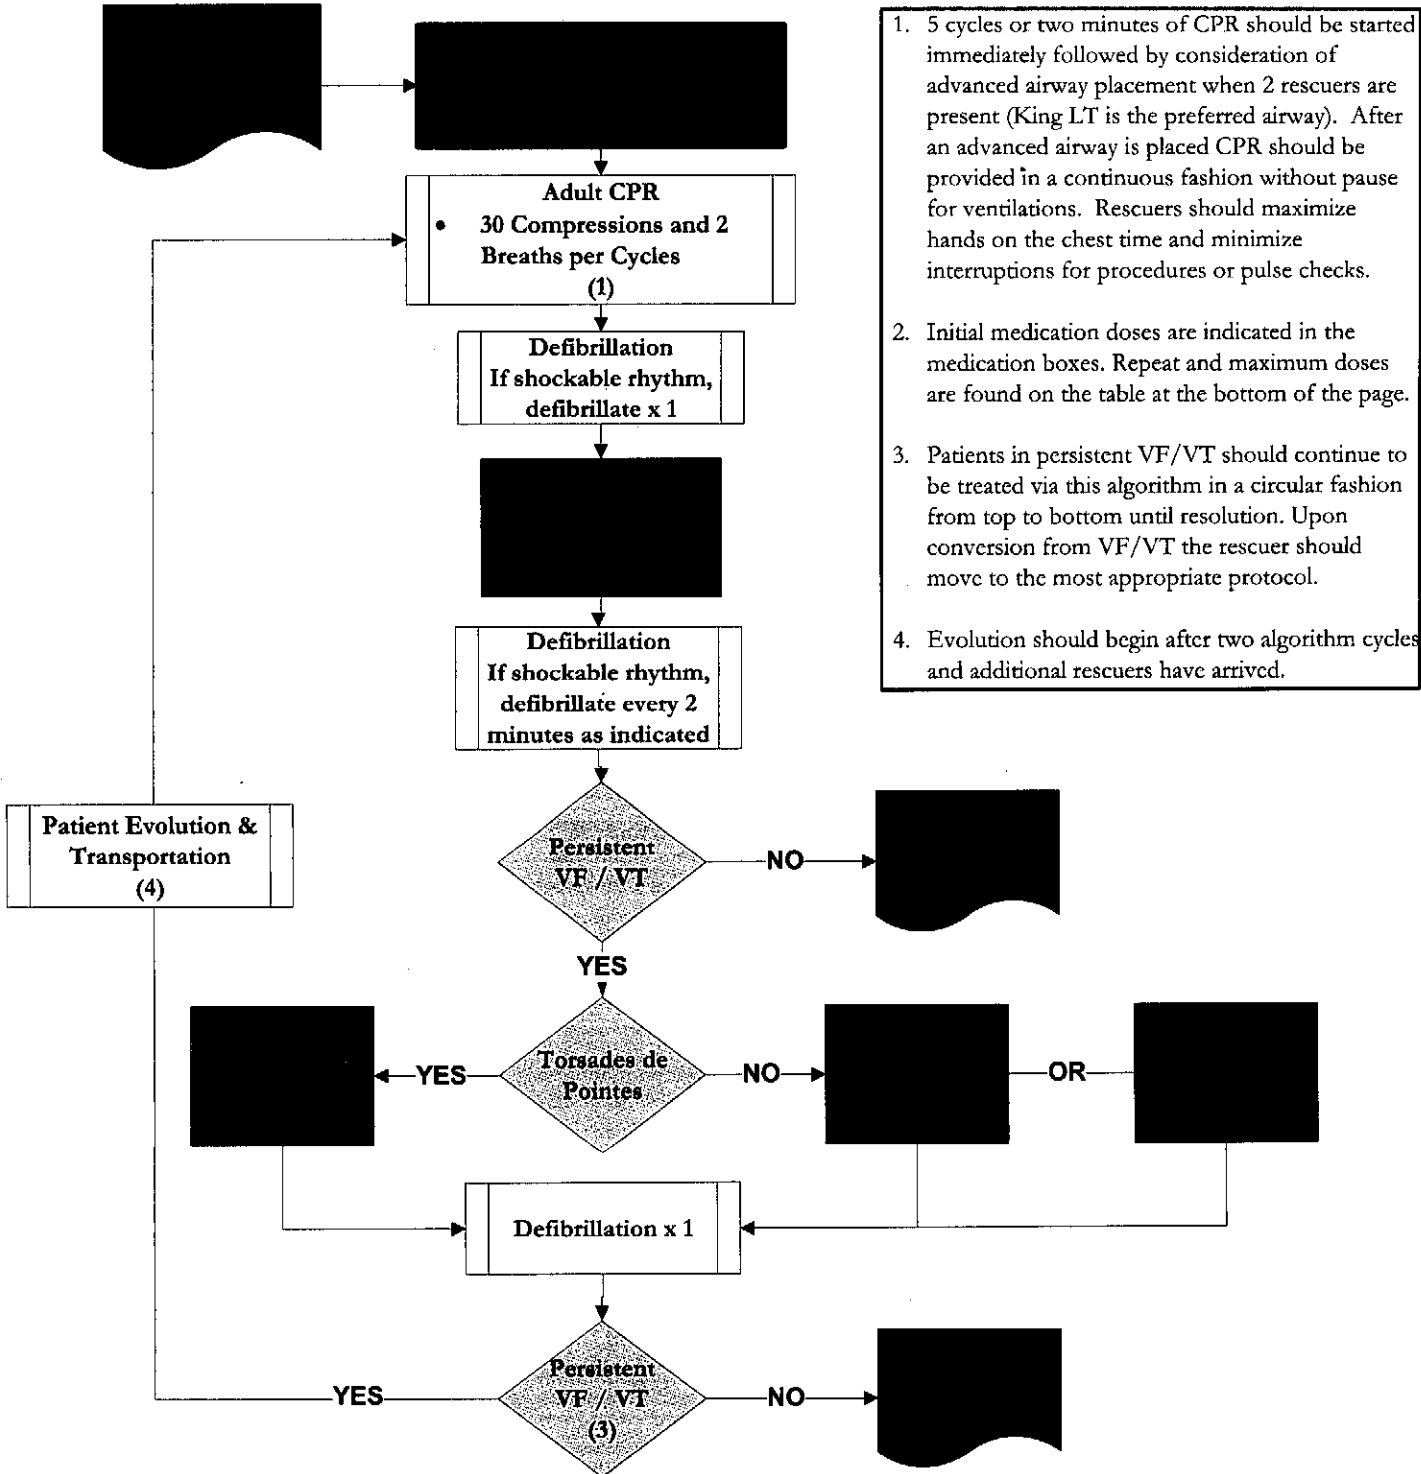 1. 5 cycles or two minutes of CPR should be started
immediately followed by consideration of
advanced airway placement when 2 rescuers are
present (King LT is the preferred airway). After
an advanced airway is placed CPR should be
provided in a continuous fashion without pause
for ventilations. Rescuers should maximize
hands on the chest time and minimize
interruptions for procedures or pulse checks.
2. Initial medication doses are indicated in the
medication boxes. Repeat and maximum doses
are found on the table at the bottom of the page.
3. Patients in persistent VF/VT should continue to
be treated via this algorithm in a circular fashion
from top to bottom until resolution. Upon
conversion from VF/VT the rescuer should
move to the most appropriate protocol.
4. Evolution should begin after two algorithm cycles
and additional rescuers have arrived.
Adult CPR
• 30 Compressions and 2
Breaths per Cycles
(1)
Defibrillation
If shockable rhythm,
defibrillate x 1
Defibrillation
If shockable rhythm,
defibrillate every 2
minutes as indicated
Patient Evolution &
Transportation
(4)
Persistent
VF / VT
NO
YES
Torsades de
Pointes
YES
NO
OR
Defibrillation x 1
Persistent
VF / VT
(3)
YES
NO